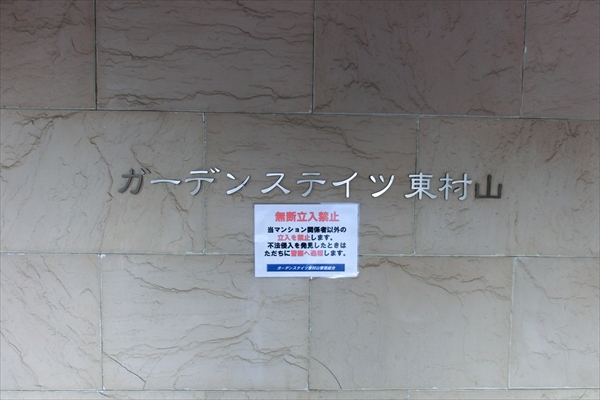 ガーデンステイツ東村山
無断立入禁止
当マンション関係者以外の
立入を禁止します。
不法侵入を発見したときは
ただちに警察へ通報します。
ガーデンステイツ東村山管理組合